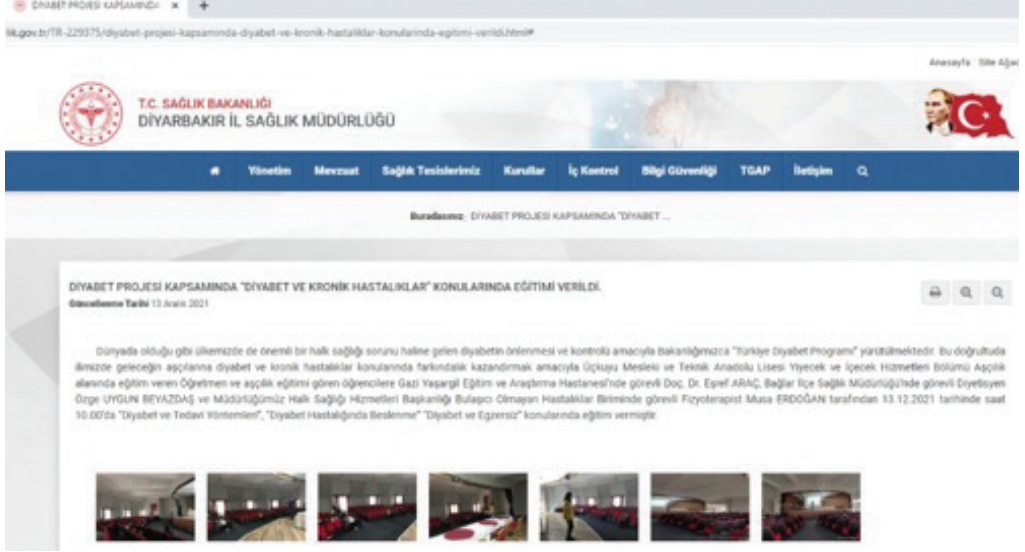 DİYABET PROJESİ KAPSAMINDA
lik.gov.tr/TR-229375/diyabet-projesi-kapsaminda-diyabet-ve-kronik-hastaliklar-konularinda-egitimi-verildi.html#
Anasayfa Site Ağac
T.C. SAĞLIK BAKANLIĞI
DİYARBAKIR İL SAĞLIK MÜDÜRLÜĞÜ
Yönetim Mevzuat Sağlık Tesislerimiz Kurullar İç Kontrol Bilgi Güvenliği TGAP İletişim
Buradasınız: DİYABET PROJESİ KAPSAMINDA "DİYABET ...
DİYABET PROJESİ KAPSAMINDA "DİYABET VE KRONİK HASTALIKLAR" KONULARINDA EĞİTİMİ VERİLDİ.
Güncelleme Tarihi 13 Aralık 2021
Dünyada olduğu gibi ülkemizde de önemli bir halk sağlığı sorunu haline gelen diyabetin önlenmesi ve kontrolü amacıyla Bakanlığımızca "Türkiye Diyabet Programı" yürütülmektedir. Bu doğrultuda
ilimizde geleceğin aşçılarına diyabet ve kronik hastalıklar konularında farkındalık kazandırmak amacıyla Üçkuyu Mesleki ve Teknik Anadolu Lisesi Yiyecek ve İçecek Hizmetleri Bölümü Aşçılık
alanında eğitim veren Öğretmen ve aşçılık eğitimi gören öğrencilere Gazi Yaşargil Eğitim ve Araştırma Hastanesi'nde görevli Doç. Dr. Eşref ARAÇ, Bağlar İlçe Sağlık Müdürlüğü'nde görevli Diyetisyen
Özge UYGUN BEYAZDAŞ ve Müdürlüğümüz Halk Sağlığı Hizmetleri Başkanlığı Bulaşıcı Olmayan Hastalıklar Biriminde görevli Fizyoterapist Musa ERDOĞAN tarafından 13.12.2021 tarihinde saat
10.00'da "Diyabet ve Tedavi Yöntemleri", "Diyabet Hastalığında Beslenme" "Diyabet ve Egzersiz" konularında eğitim vermiştir.